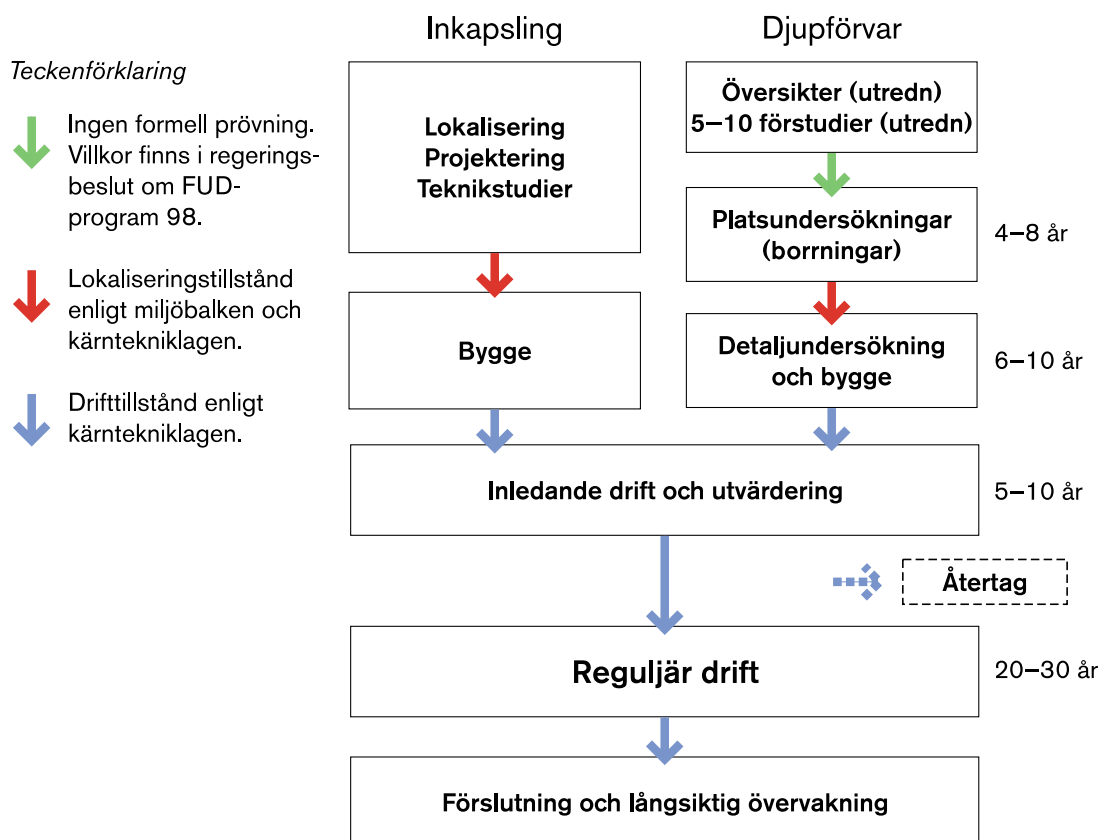 Inkapsling
Djupförvar
Teckenförklaring
Ingen formell prövning.
Villkor finns i regerings-
beslut om FUD-
program 98.
Lokaliseringstillstånd
enligt miljöbalken och
kärntekniklagen.
Drifttillstånd enligt
kärntekniklagen.
Lokalisering
Projektering
Teknikstudier
Översikter (utredn)
5–10 förstudier (utredn)
Platsundersökningar
(borrningar)
4–8 år
Bygge
Detaljundersökning
och bygge
6–10 år
Inledande drift och utvärdering
5–10 år
Återtag
Reguljär drift
20–30 år
Förslutning och långsiktig övervakning